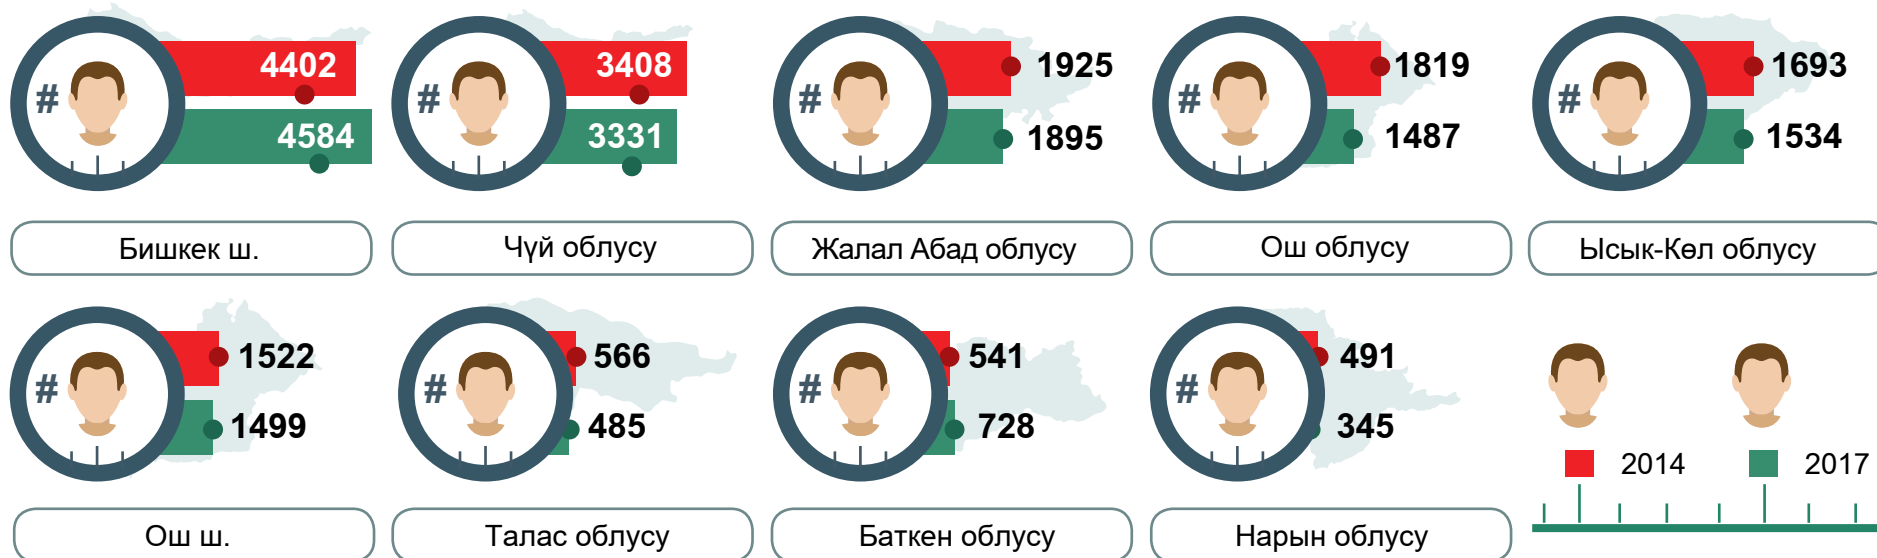 # 4402
4584
Бишкек ш.
# 3408
3331
Чүй облусу
# 1925
1895
Жалал Абад облусу
# 1819
1487
Ош облусу
# 1693
1534
Ысык-Көл облусу
# 1522
1499
Ош ш.
# 566
485
Талас облусу
# 541
728
Баткен облусу
# 491
345
Нарын облусу
2014 2017